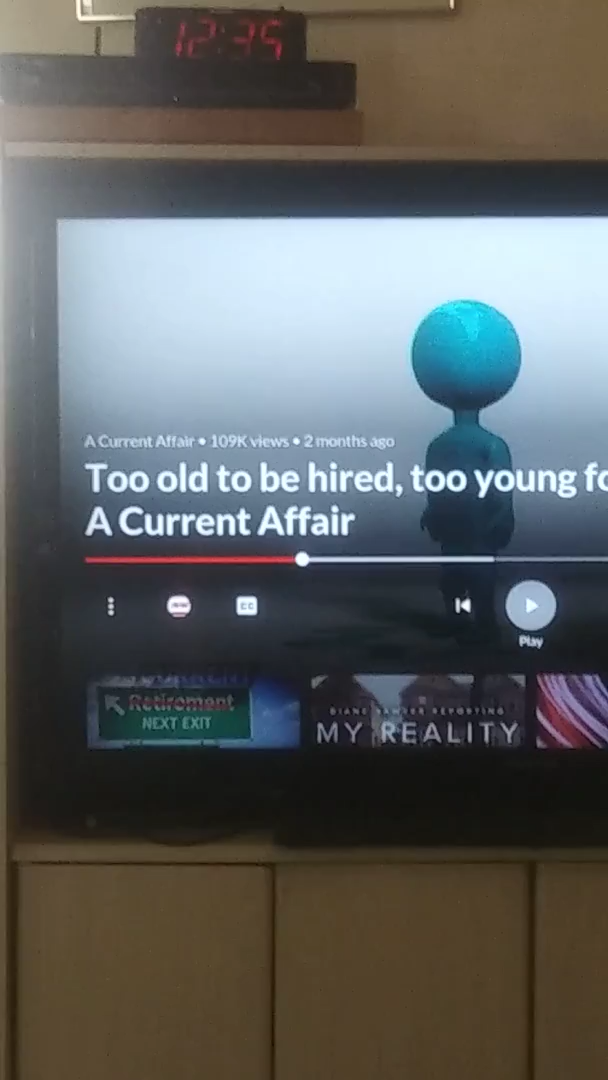 12:35
A Current Affair • 109K views • 2 months ago
Too old to be hired, too young fo
A Current Affair
CC
Play
Retirement
NEXT EXIT
DIANE SAWYER REPORTING
MY REALITY